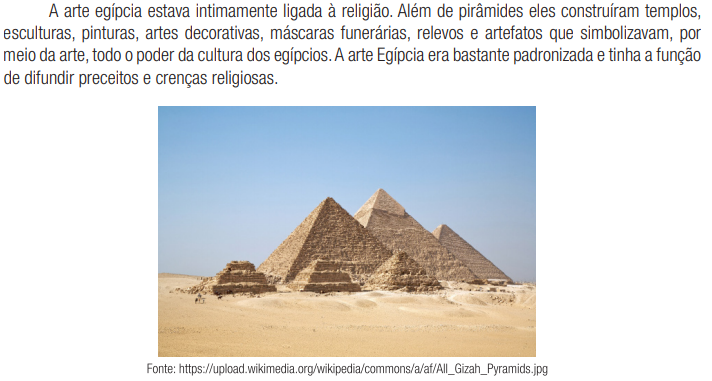 A arte egípcia estava intimamente ligada à religião. Além de pirâmides eles construíram templos,
esculturas, pinturas, artes decorativas, máscaras funerárias, relevos e artefatos que simbolizavam, por
meio da arte, todo o poder da cultura dos egípcios. A arte Egípcia era bastante padronizada e tinha a função
de difundir preceitos e crenças religiosas.
Fonte: https://upload.wikimedia.org/wikipedia/commons/a/af/All_Gizah_Pyramids.jpg